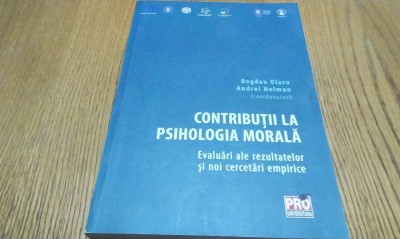 Bogdan Olaru
Andrei Holman
(coordonatori)
CONTRIBUȚII LA
PSIHOLOGIA MORALĂ
Evaluări ale rezultatelor
și noi cercetări empirice
PRO
UNIVERSITARIA